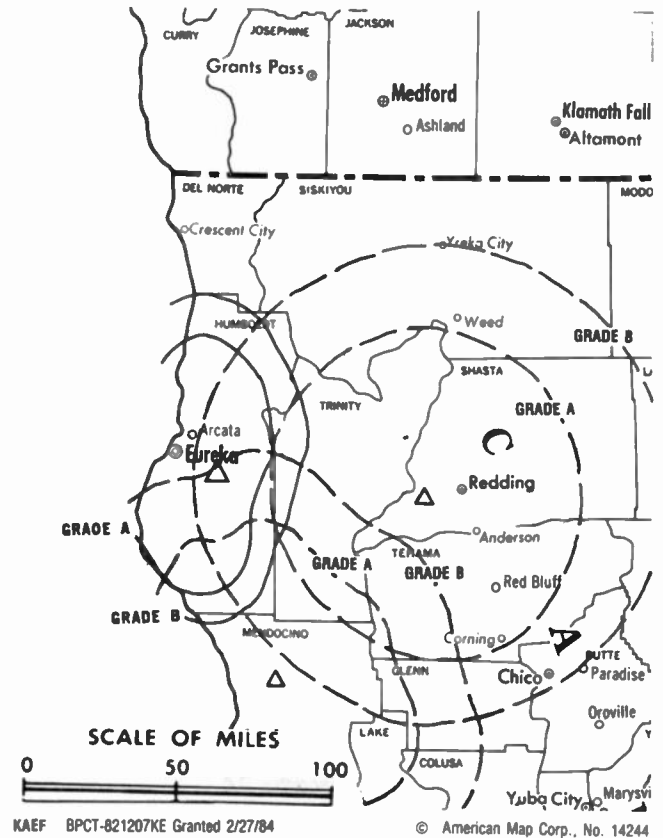 CURRY
JOSEPHINE
JACKSON
Grants Pass
Medford
Ashland
Klamath Fall
Altamont
DEL NORTE
SISKIYOU
MODO
Crescent City
Yreka City
HUMBOLDT
Weed
GRADE B
SHASTA
LA
TRINITY
GRADE A
C
Arcata
Eureka
Redding
GRAOE A
Anderson
TEHAMA
GRADE A
GRADE B
Red Bluff
GRADE B
MENDOCINO
Corning
A
BUTTE
GLENN
Chico
Paradise
Oroville
SCALE OF MILES
LAKE
Y
0 50 100
COLUSA
Yuba City
Marysvi
KAEF BPCT-821207KE Granted 2/27/84
© American Map Corp., No. 14244